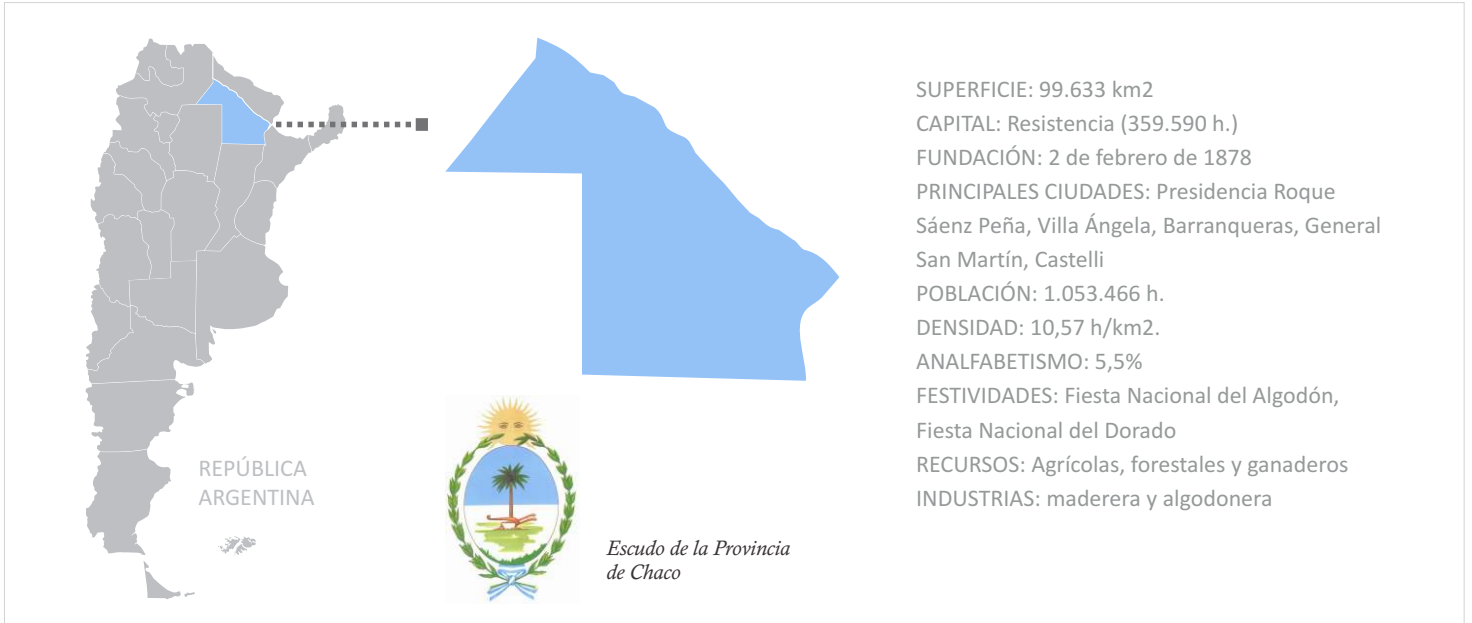 SUPERFICIE: 99.633 km2
CAPITAL: Resistencia (359.590 h.)
FUNDACIÓN: 2 de febrero de 1878
PRINCIPALES CIUDADES: Presidencia Roque
Sáenz Peña, Villa Ángela, Barranqueras, General
San Martín, Castelli
POBLACIÓN: 1.053.466 h.
DENSIDAD: 10,57 h/km2.
ANALFABETISMO: 5,5%
FESTIVIDADES: Fiesta Nacional del Algodón,
Fiesta Nacional del Dorado
RECURSOS: Agrícolas, forestales y ganaderos
INDUSTRIAS: maderera y algodonera
REPÚBLICA
ARGENTINA
Escudo de la Provincia
de Chaco